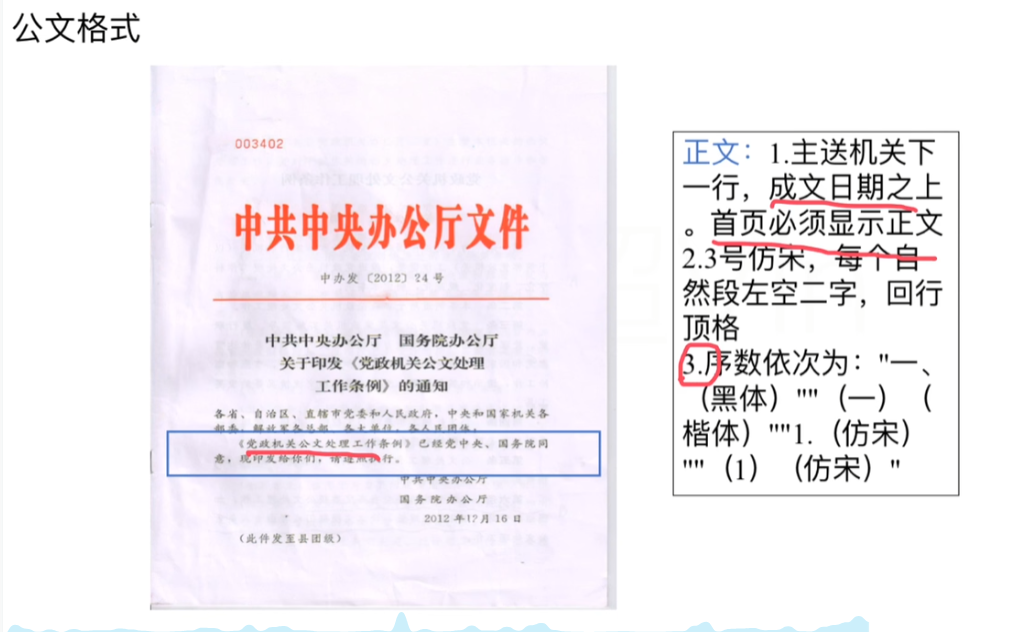 公文格式
003402
中共中央办公厅文件
中办发〔2012〕24号
中共中央办公厅 国务院办公厅
关于印发《党政机关公文处理
工作条例》的通知
各省、自治区、直辖市党委和人民政府，中央和国家机关各
部委，解放军各总部、各大单位，各人民团体：
《党政机关公文处理工作条例》已经党中央、国务院同
意，现印发给你们，请遵照执行。
中共中央办公厅
国务院办公厅
2012年12月16日
（此件发至县团级）
正文：1.主送机关下
一行，成文日期之上
。首页必须显示正文
2.3号仿宋，每个自
然段左空二字，回行
顶格
3.序数依次为："一、
（黑体）""（一）（
楷体）""1.（仿宋）
""（1）（仿宋）"